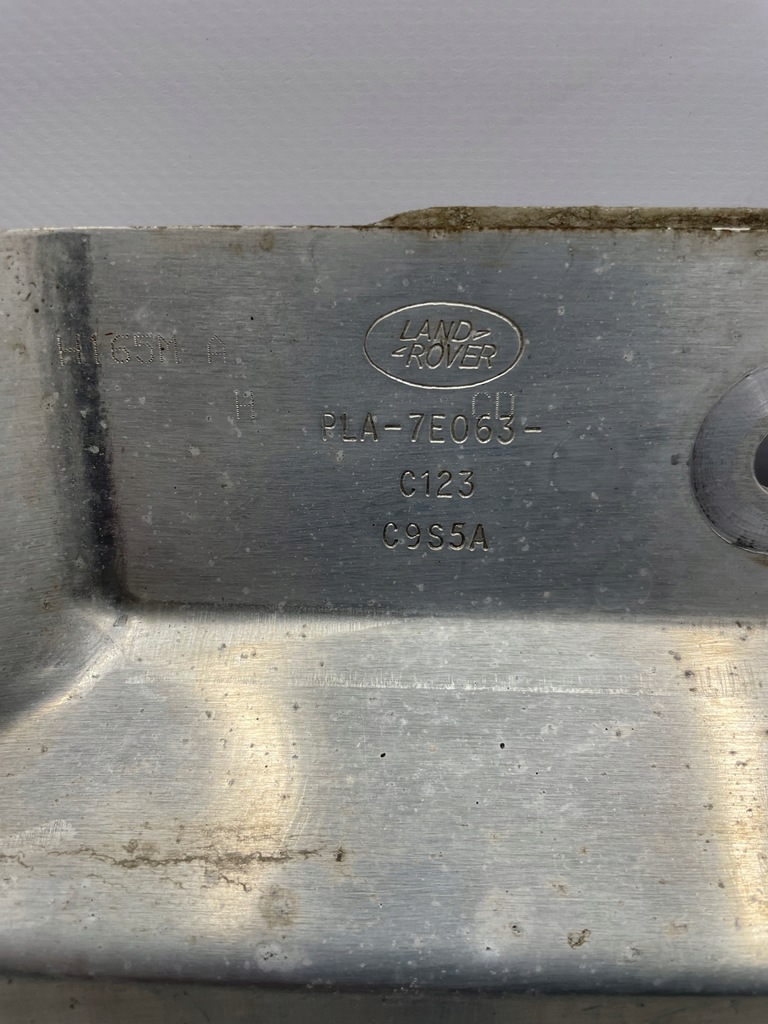 LAND
ROVER
H165M A
H
CD
PLA-7E063-
C123
C9S5A